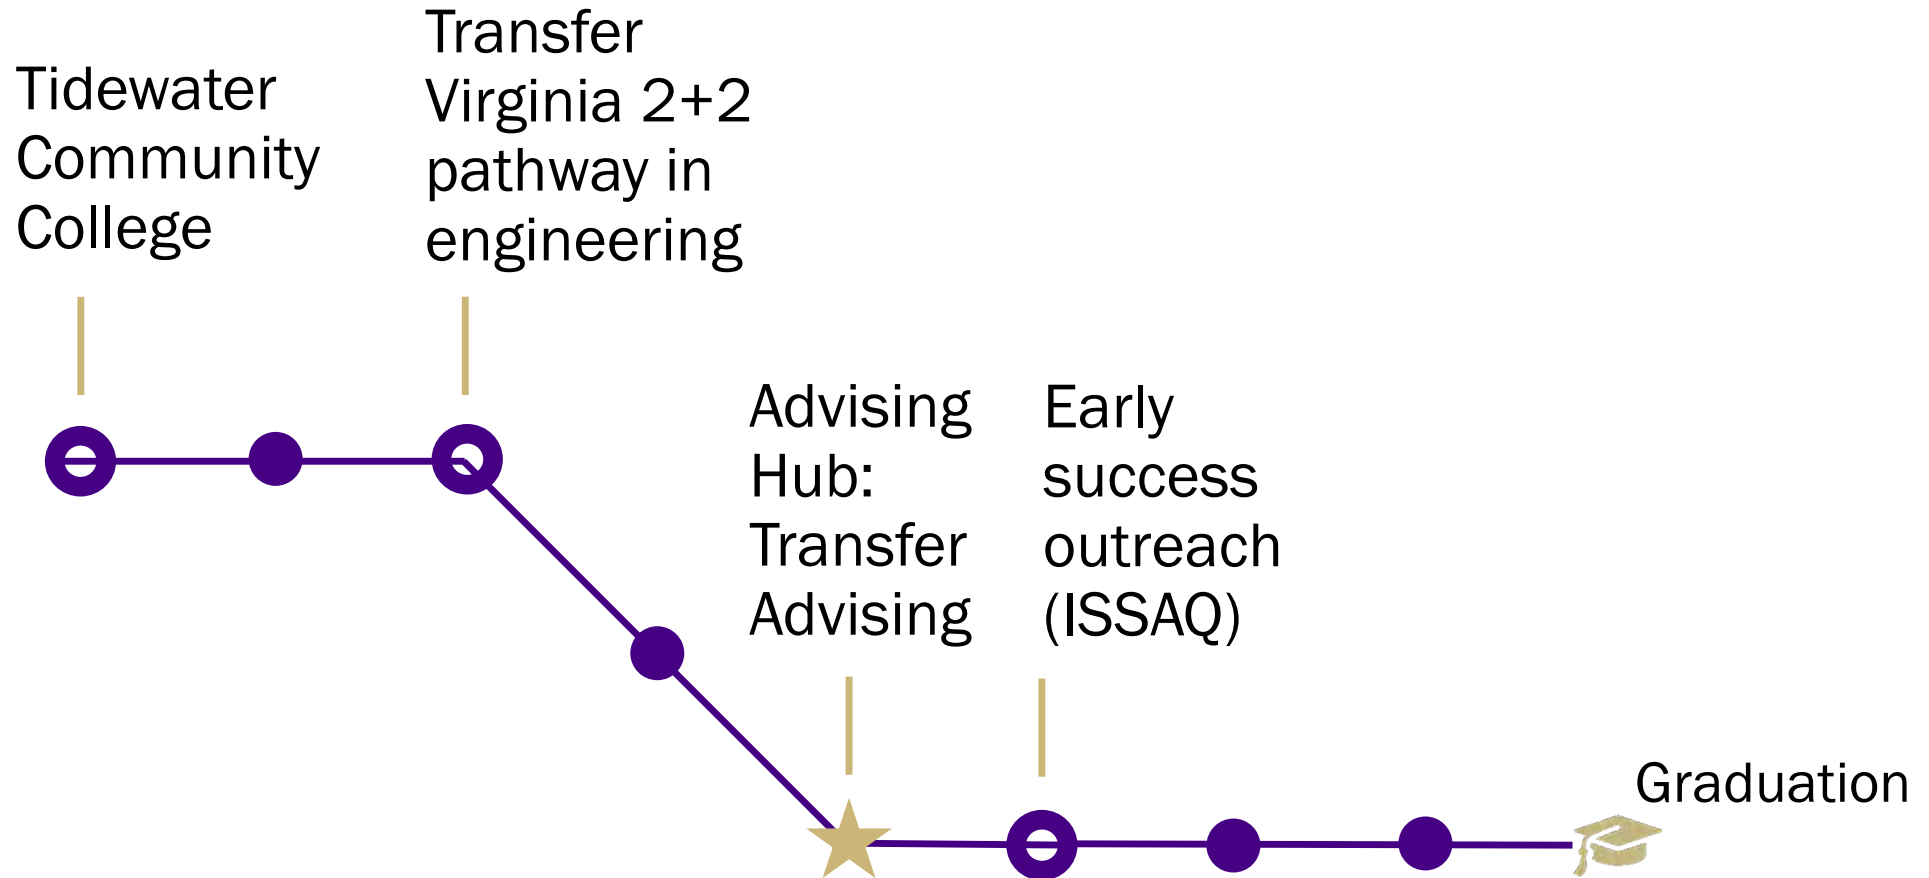 Tidewater
Community
College
Transfer
Virginia 2+2
pathway in
engineering
Advising
Hub:
Transfer
Advising
Early
success
outreach
(ISSAQ)
Graduation